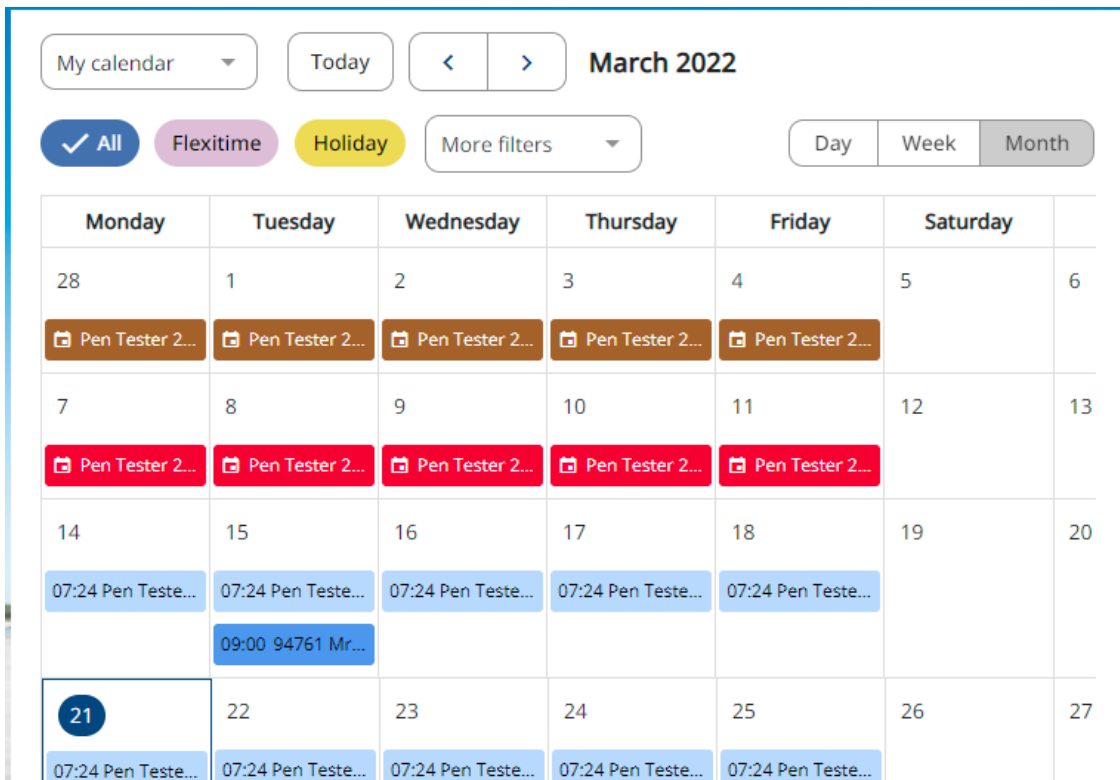 My calendar Today March 2022
All Flexitime Holiday More filters Day Week Month
Monday Tuesday Wednesday Thursday Friday Saturday
28 1 2 3 4 5 6
Pen Tester 2... Pen Tester 2... Pen Tester 2... Pen Tester 2... Pen Tester 2...
7 8 9 10 11 12 13
Pen Tester 2... Pen Tester 2... Pen Tester 2... Pen Tester 2... Pen Tester 2...
14 15 16 17 18 19 20
07:24 Pen Teste... 07:24 Pen Teste... 07:24 Pen Teste... 07:24 Pen Teste... 07:24 Pen Teste...
09:00 94761 Mr...
21 22 23 24 25 26 27
07:24 Pen Teste... 07:24 Pen Teste... 07:24 Pen Teste... 07:24 Pen Teste... 07:24 Pen Teste...